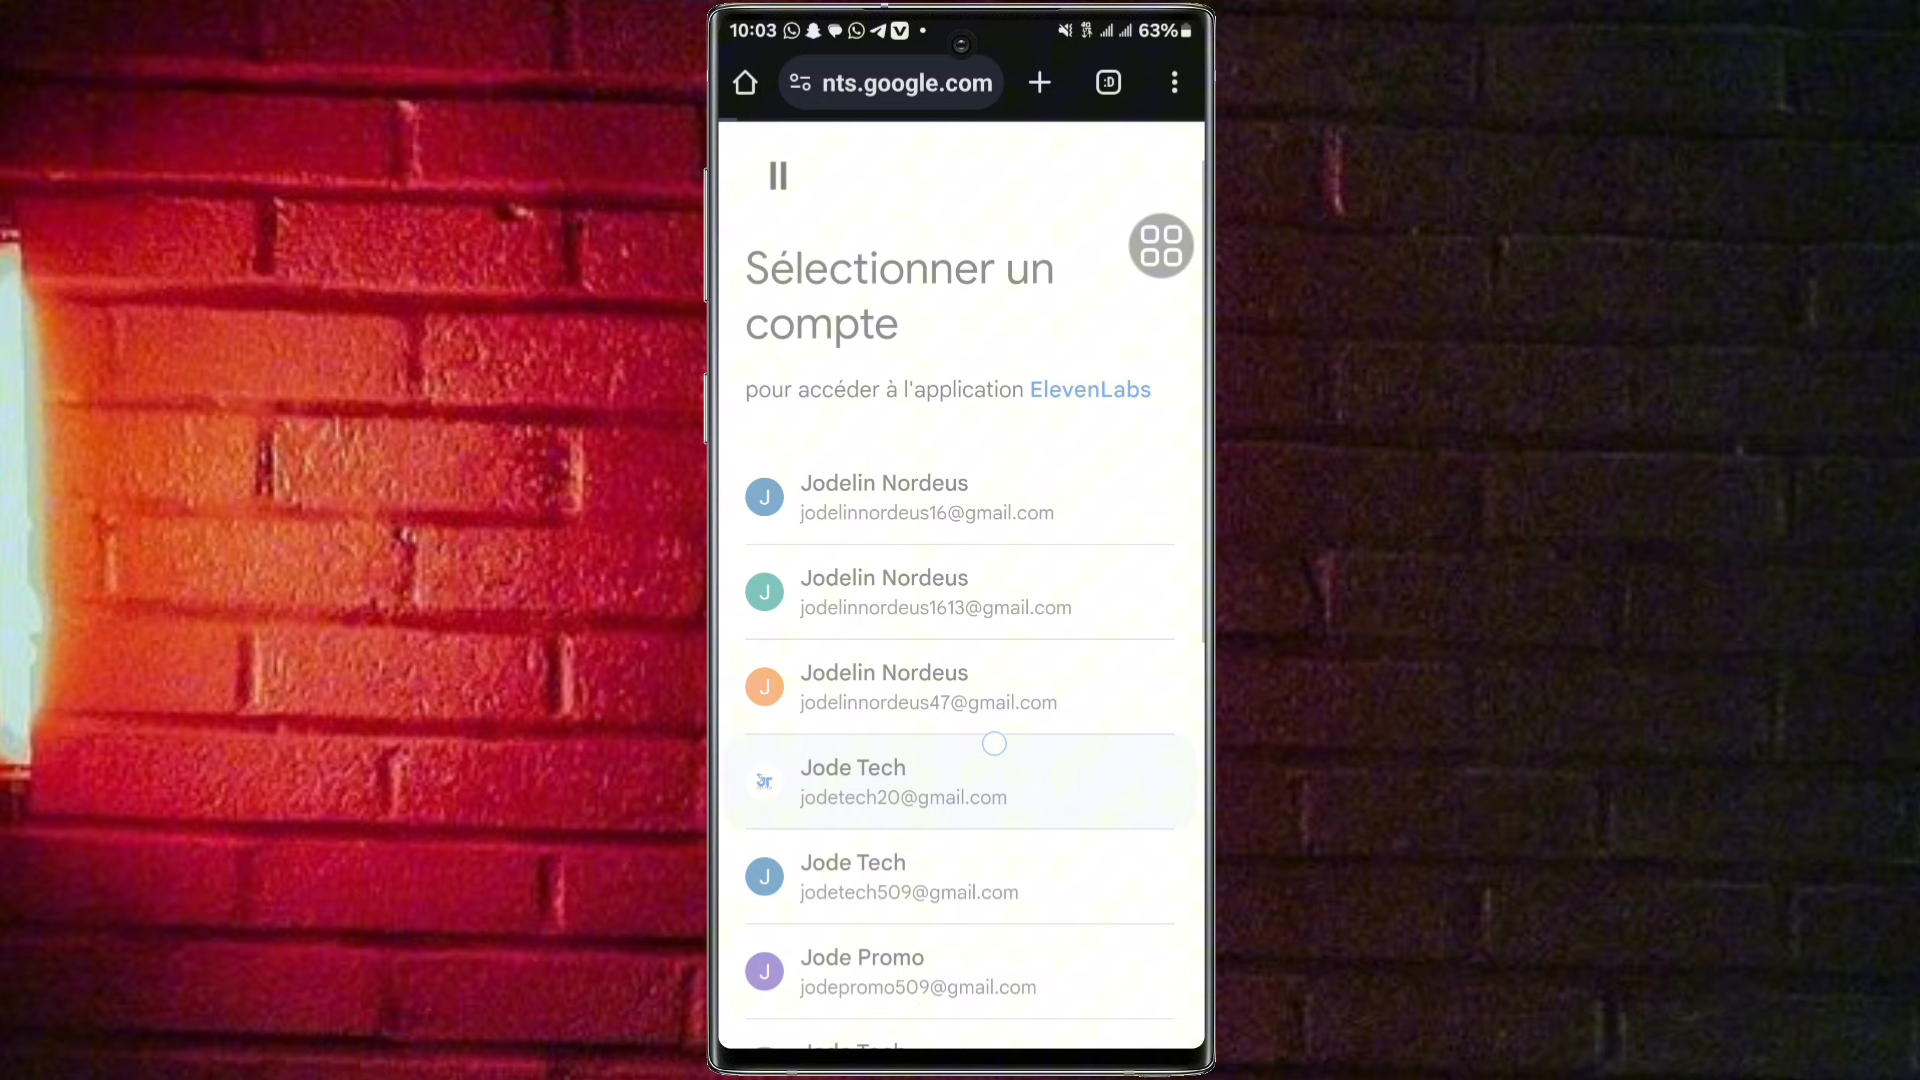 10:03
63%
nts.google.com
:D
Sélectionner un
compte
pour accéder à l'application ElevenLabs
J
Jodelin Nordeus
jodelinnordeus16@gmail.com
J
Jodelin Nordeus
jodelinnordeus1613@gmail.com
J
Jodelin Nordeus
jodelinnordeus47@gmail.com
Jode Tech
jodetech20@gmail.com
J
Jode Tech
jodetech509@gmail.com
J
Jode Promo
jodepromo509@gmail.com
Jode Tech